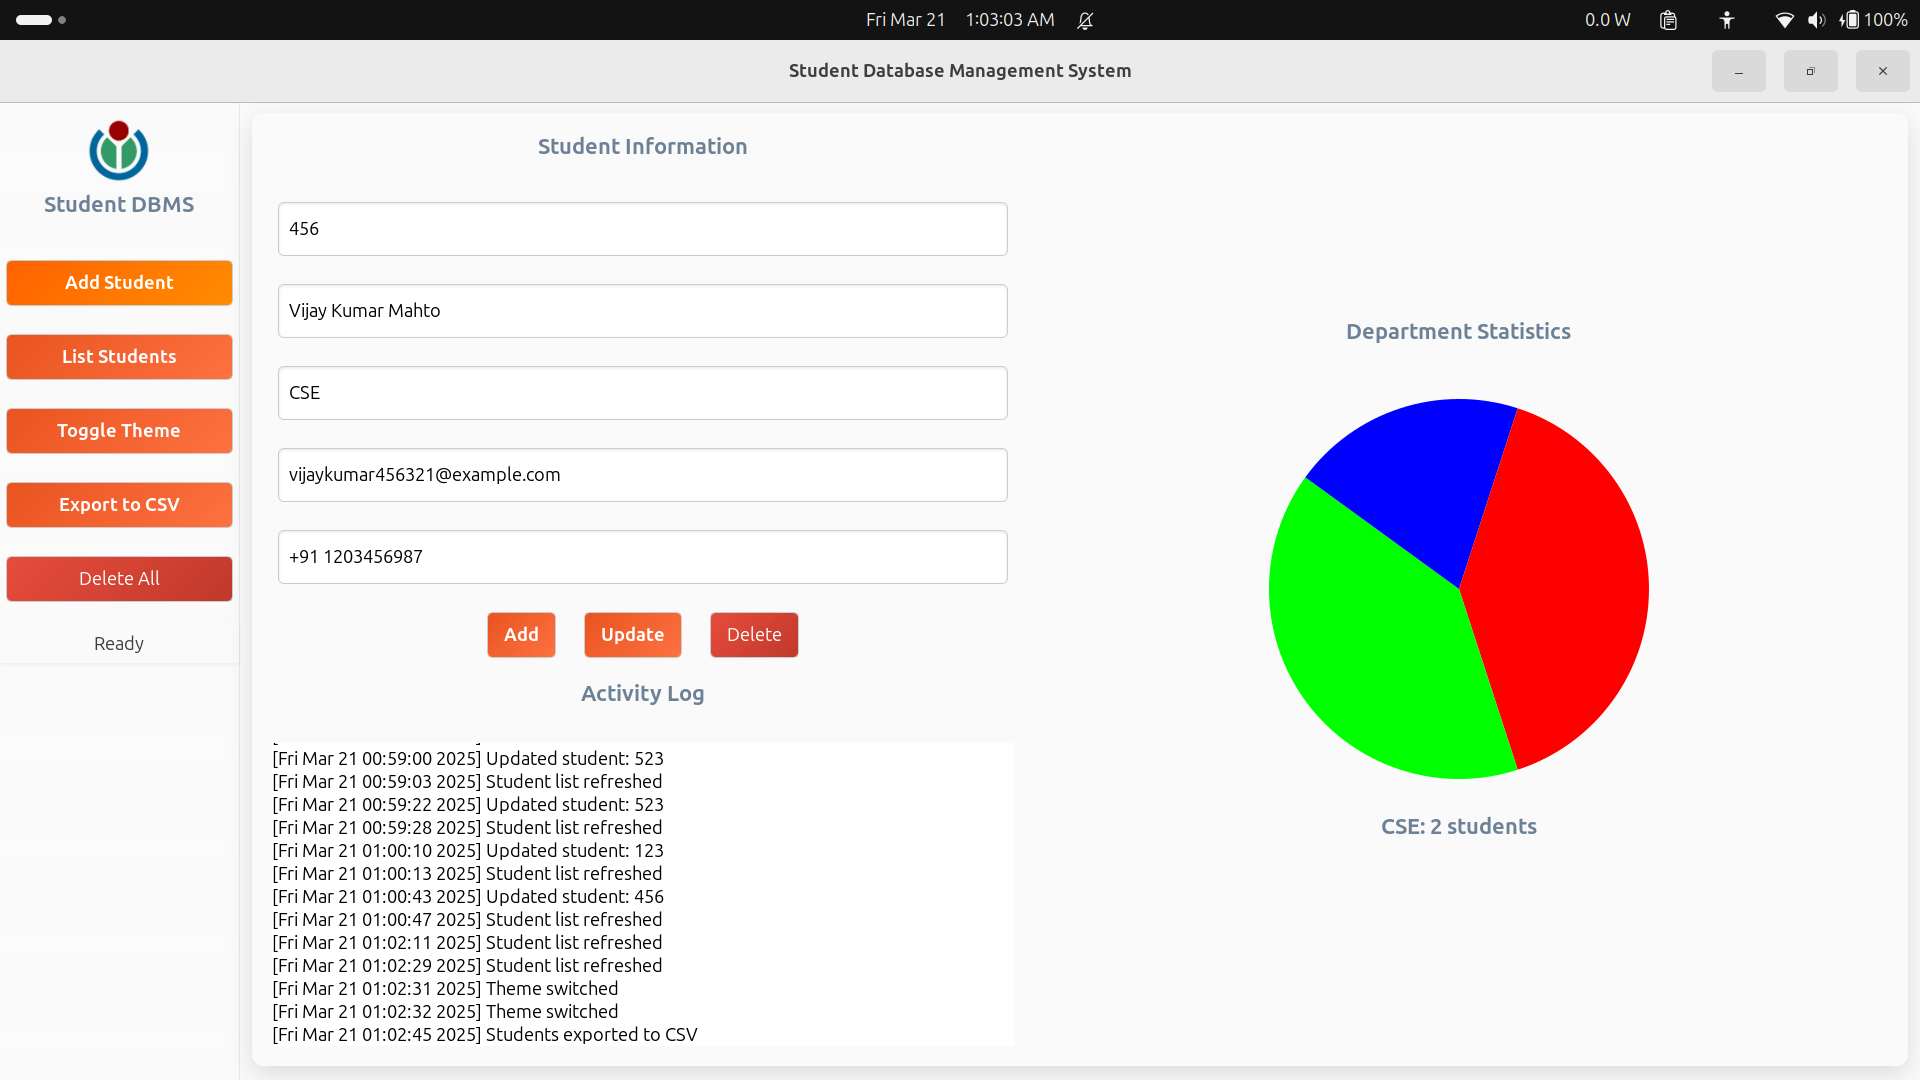 Fri Mar 21 1:03:03 AM
0.0 W
100%
Student Database Management System
Student DBMS
Add Student
List Students
Toggle Theme
Export to CSV
Delete All
Ready
Student Information
456
Vijay Kumar Mahto
CSE
vijaykumar456321@example.com
+91 1203456987
Add
Update
Delete
Activity Log
[Fri Mar 21 00:59:00 2025] Updated student: 523
[Fri Mar 21 00:59:03 2025] Student list refreshed
[Fri Mar 21 00:59:22 2025] Updated student: 523
[Fri Mar 21 00:59:28 2025] Student list refreshed
[Fri Mar 21 01:00:10 2025] Updated student: 123
[Fri Mar 21 01:00:13 2025] Student list refreshed
[Fri Mar 21 01:00:43 2025] Updated student: 456
[Fri Mar 21 01:00:47 2025] Student list refreshed
[Fri Mar 21 01:02:11 2025] Student list refreshed
[Fri Mar 21 01:02:29 2025] Student list refreshed
[Fri Mar 21 01:02:31 2025] Theme switched
[Fri Mar 21 01:02:32 2025] Theme switched
[Fri Mar 21 01:02:45 2025] Students exported to CSV
Department Statistics
CSE: 2 students